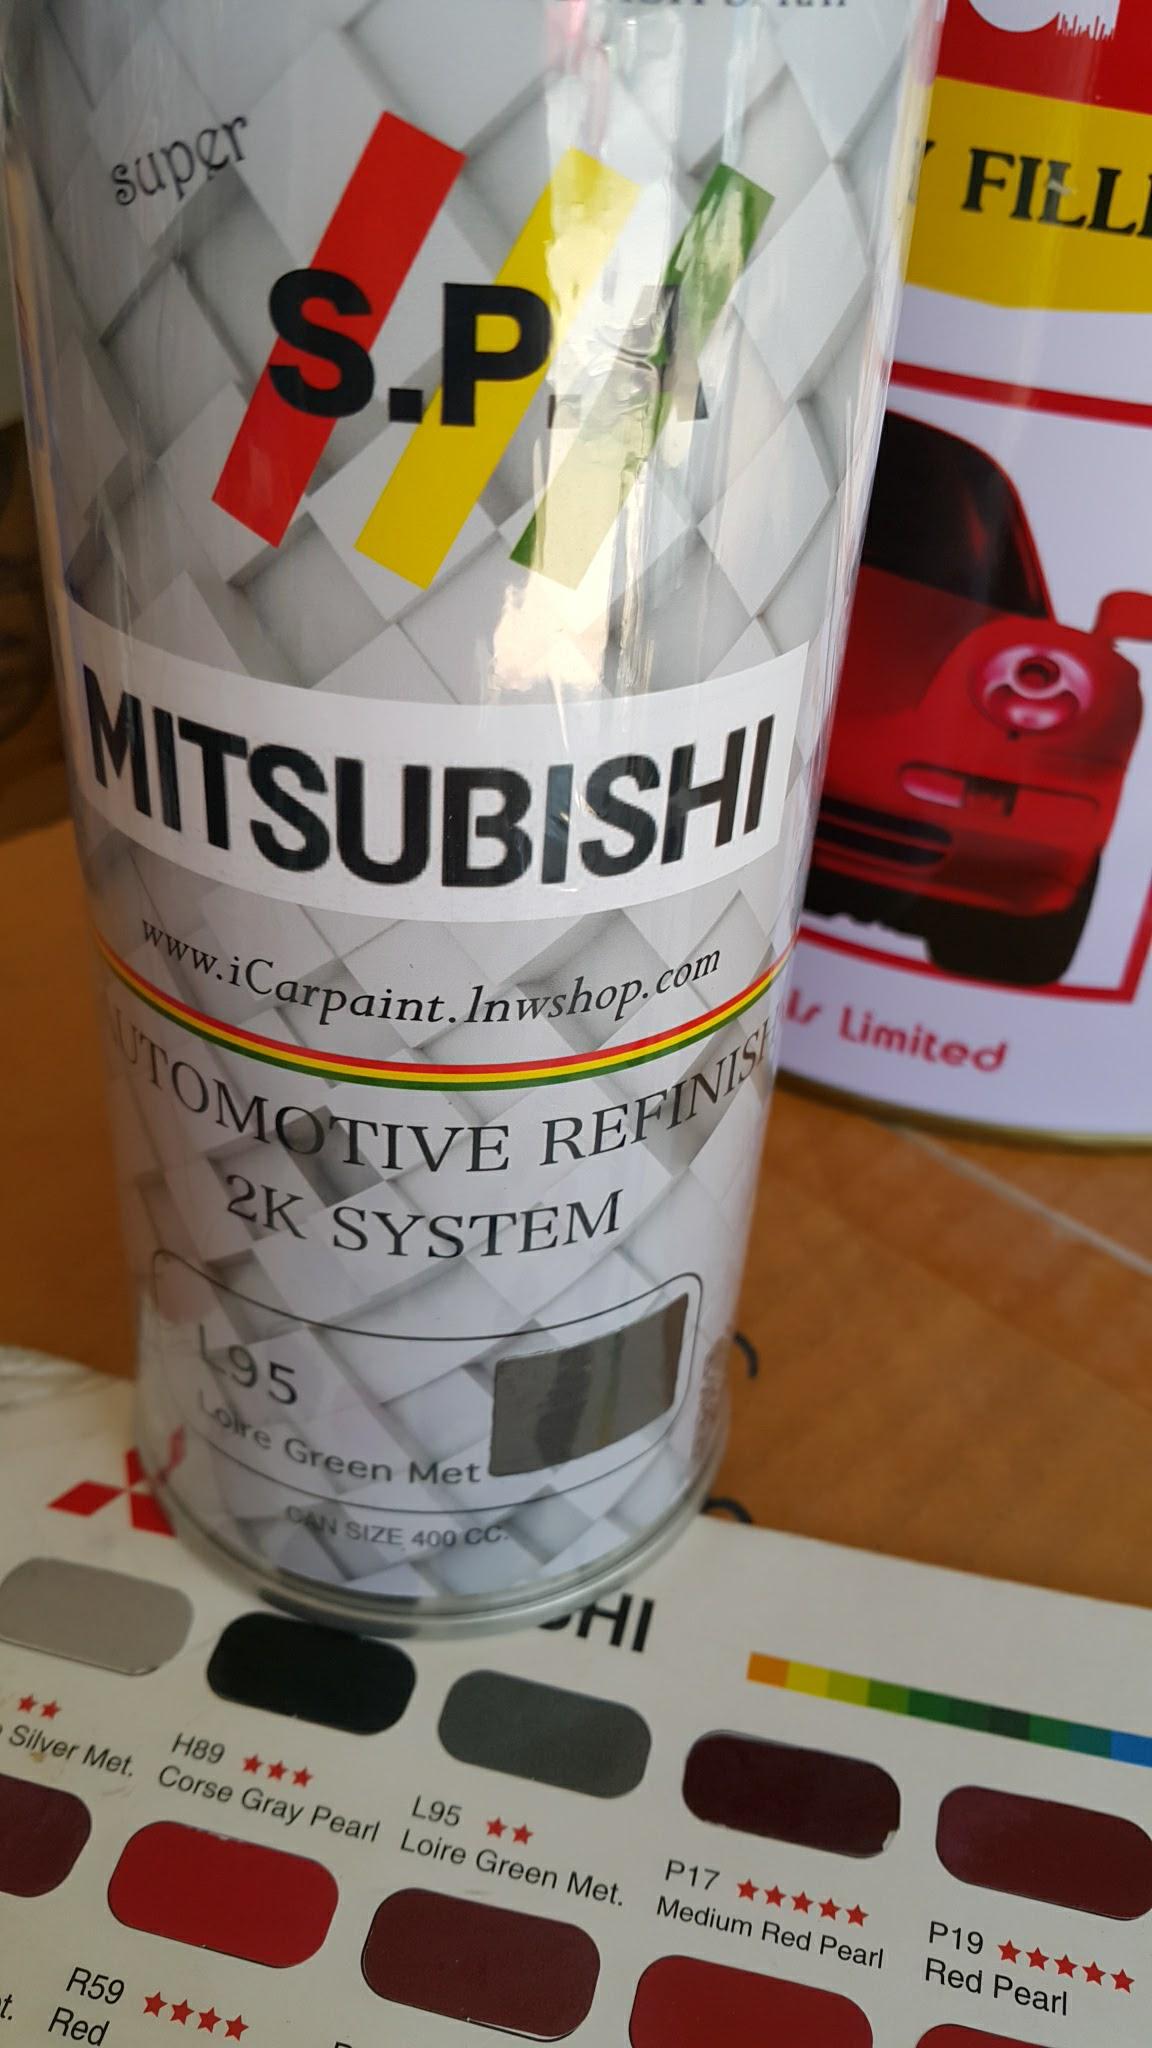 super
S.P.A
MITSUBISHI
www.iCarpaint.lnwshop.com
AUTOMOTIVE REFINISH
2K SYSTEM
L95
Loire Green Met
CAN SIZE 400 CC.
FILL
Limited
SHI
Silver Met.
H89 ★★★
Corse Gray Pearl
L95 ★★
Loire Green Met.
P17 ★★★★★
Medium Red Pearl
P19 ★★★★★
Red Pearl
R59 ★★★★
Red